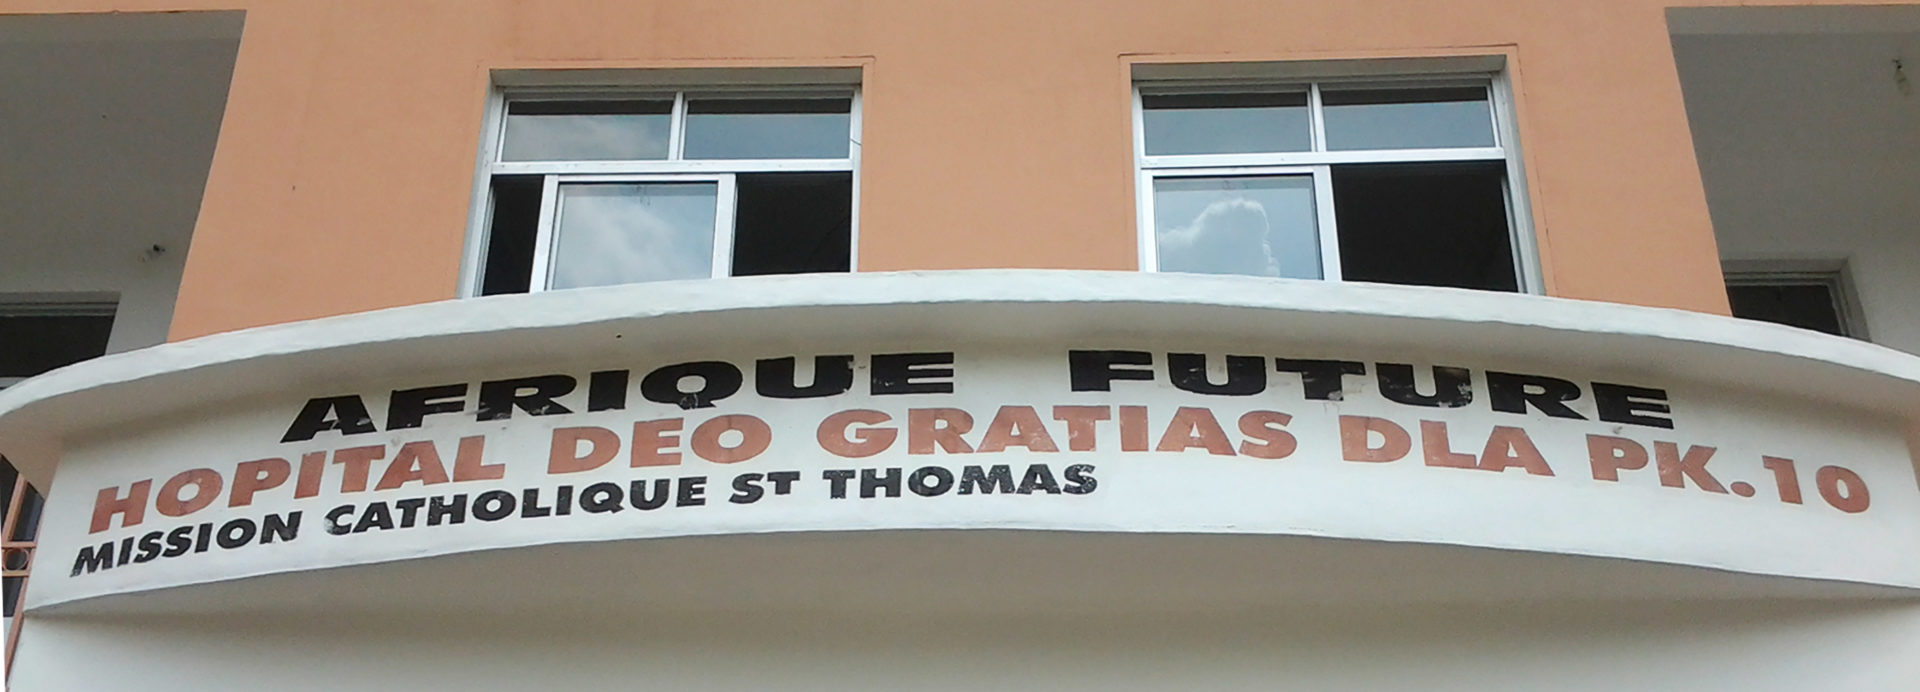 AFRIQUE FUTURE
HOPITAL DEO GRATIAS DLA PK.10
MISSION CATHOLIQUE ST THOMAS